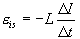 ε_is = −L ΔI/Δt